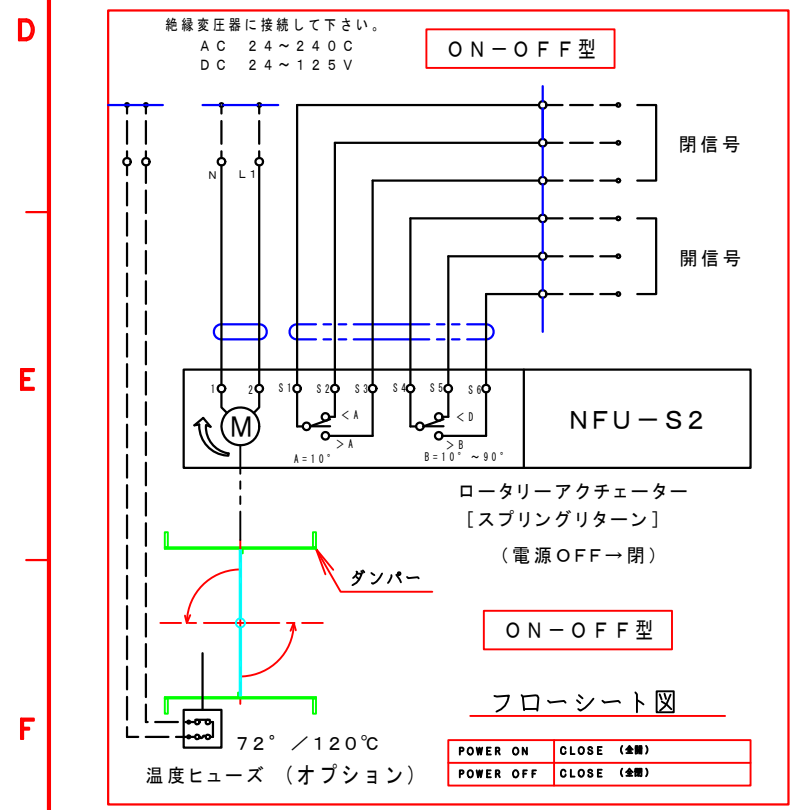 D
絶縁変圧器に接続して下さい。
AC 24～240C
DC 24～125V
ON－OFF型
閉信号
N L1
開信号
E
1 2 S1 S2 S3 S4 S5 S6
M
<A
>A
A=10°
<D
>B
B=10°～90°
NFU－S2
ロータリーアクチェーター
[スプリングリターン]
（電源OFF→閉）
ダンパー
ON－OFF型
フローシート図
F
72°／120℃
温度ヒューズ （オプション）
POWER ON CLOSE
POWER OFF CLOSE